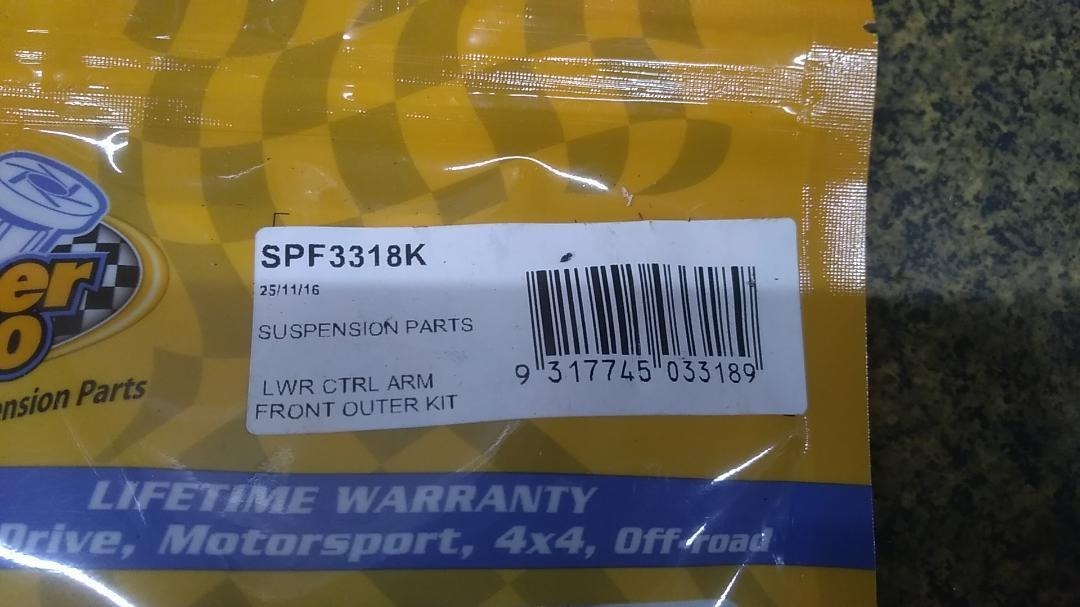 SPF3318K
25/11/16
SUSPENSION PARTS
LWR CTRL ARM
FRONT OUTER KIT
9 317745 033189
er
o
ension Parts
LIFETIME WARRANTY
Drive, Motorsport, 4x4, Off-road